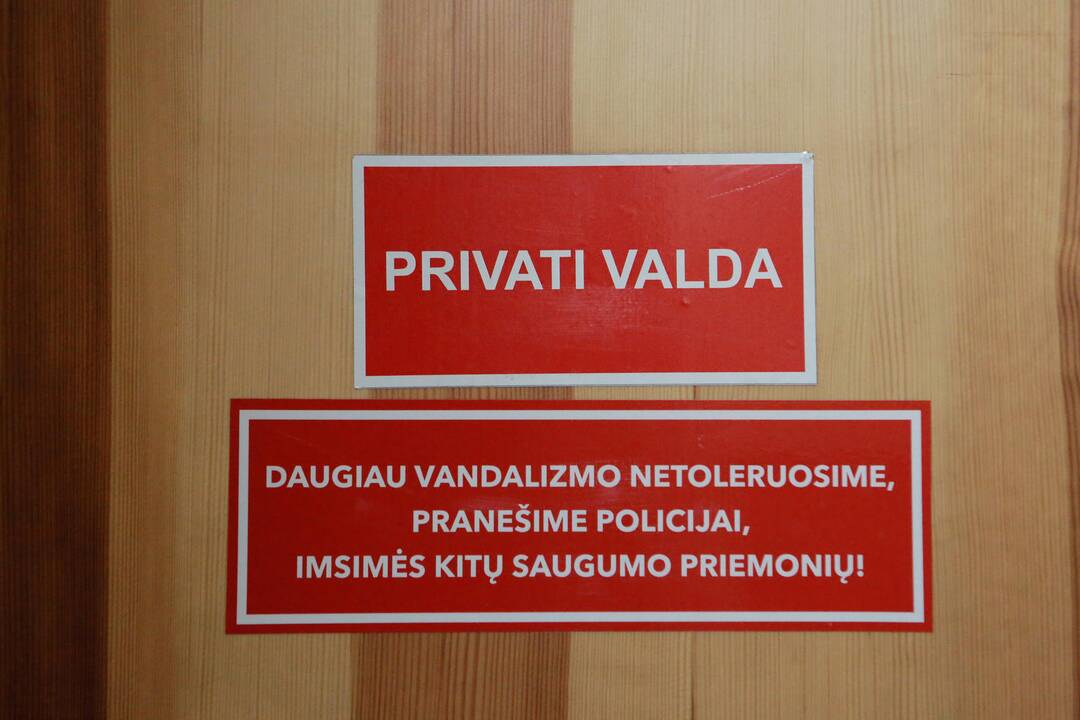 PRIVATI VALDA
DAUGIAU VANDALIZMO NETOLERUOSIME,
PRANEŠIME POLICIJAI,
IMSIMĖS KITŲ SAUGUMO PRIEMONIŲ!